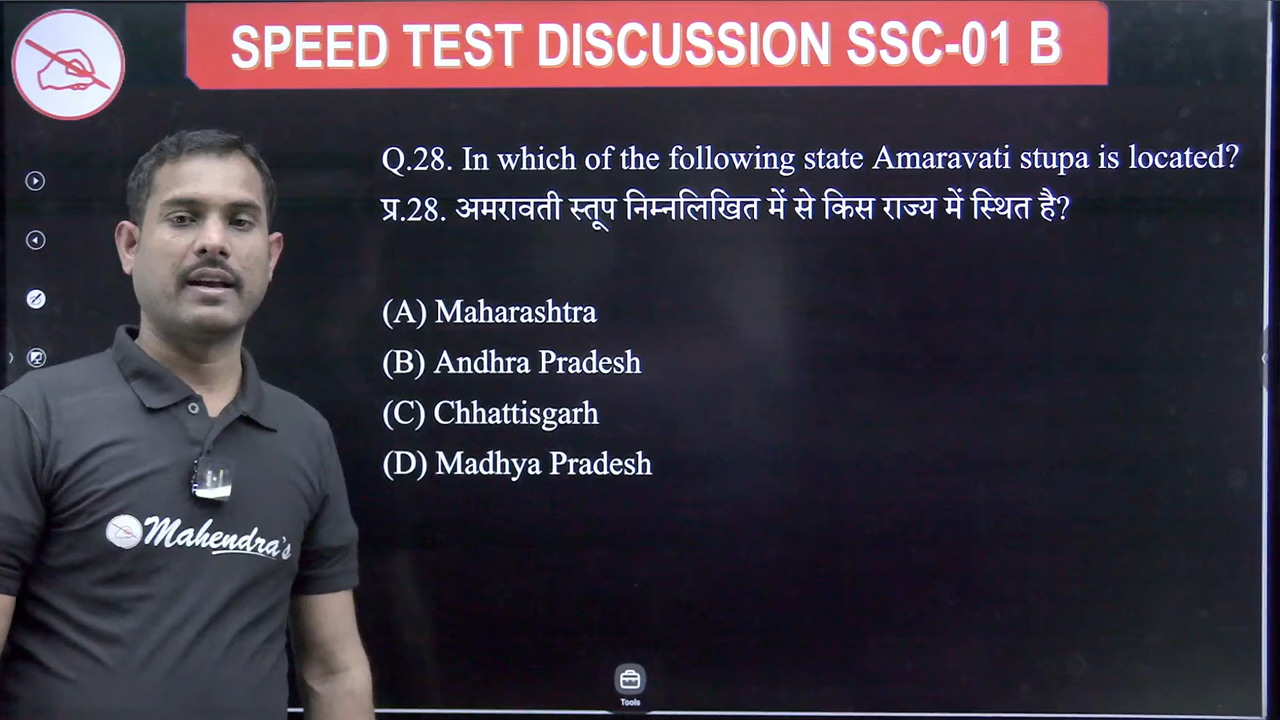 SPEED TEST DISCUSSION SSC-01 B
Q.28. In which of the following state Amaravati stupa is located?
प्र.28. अमरावती स्तूप निम्नलिखित में से किस राज्य में स्थित है?
(A) Maharashtra
(B) Andhra Pradesh
(C) Chhattisgarh
(D) Madhya Pradesh
Mahendra's
Tools